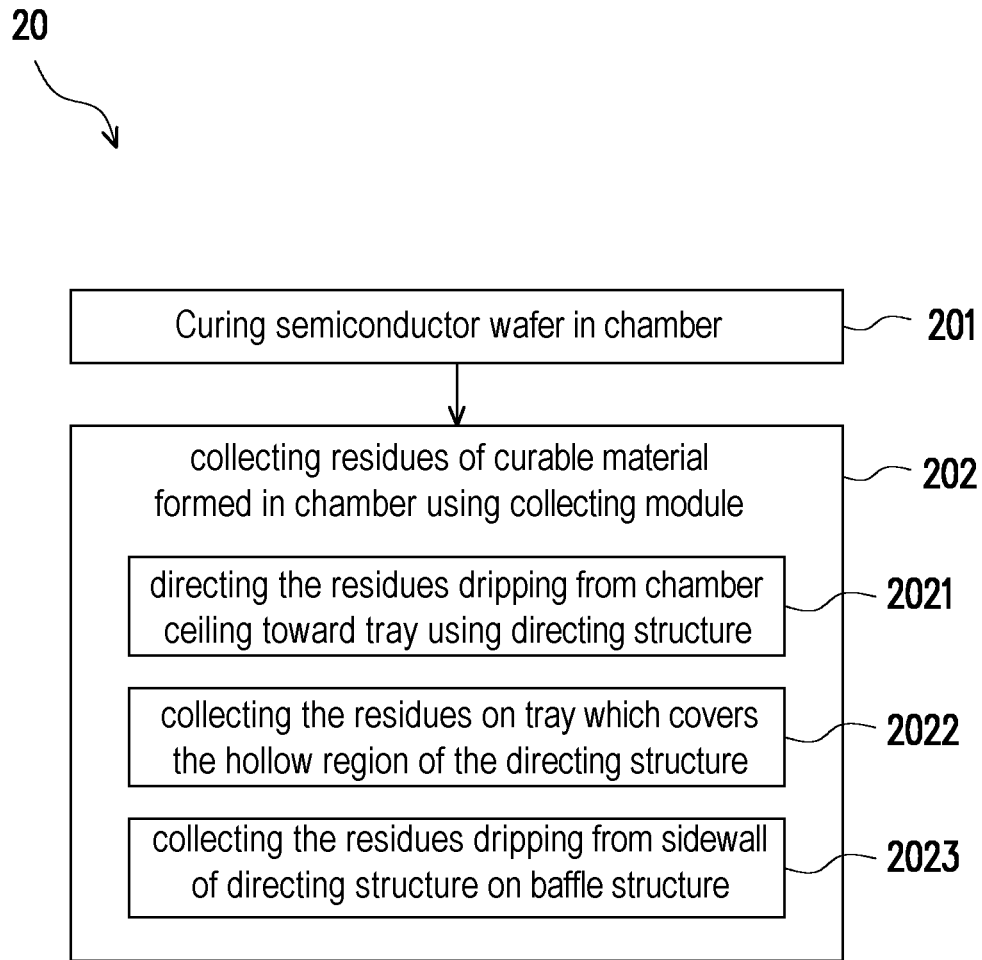 20
Curing semiconductor wafer in chamber
201
collecting residues of curable material
formed in chamber using collecting module
202
directing the residues dripping from chamber
ceiling toward tray using directing structure
2021
collecting the residues on tray which covers
the hollow region of the directing structure
2022
collecting the residues dripping from sidewall
of directing structure on baffle structure
2023